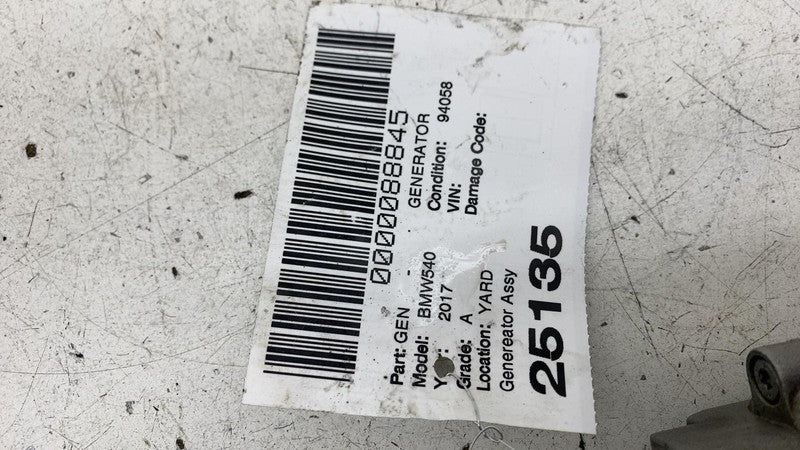 0000088845
Part: GEN - GENERATOR
Model: BMW540 Condition:
2017 VIN: 94058
Grade: A Damage Code:
Location: YARD
Genereator Assy
25135